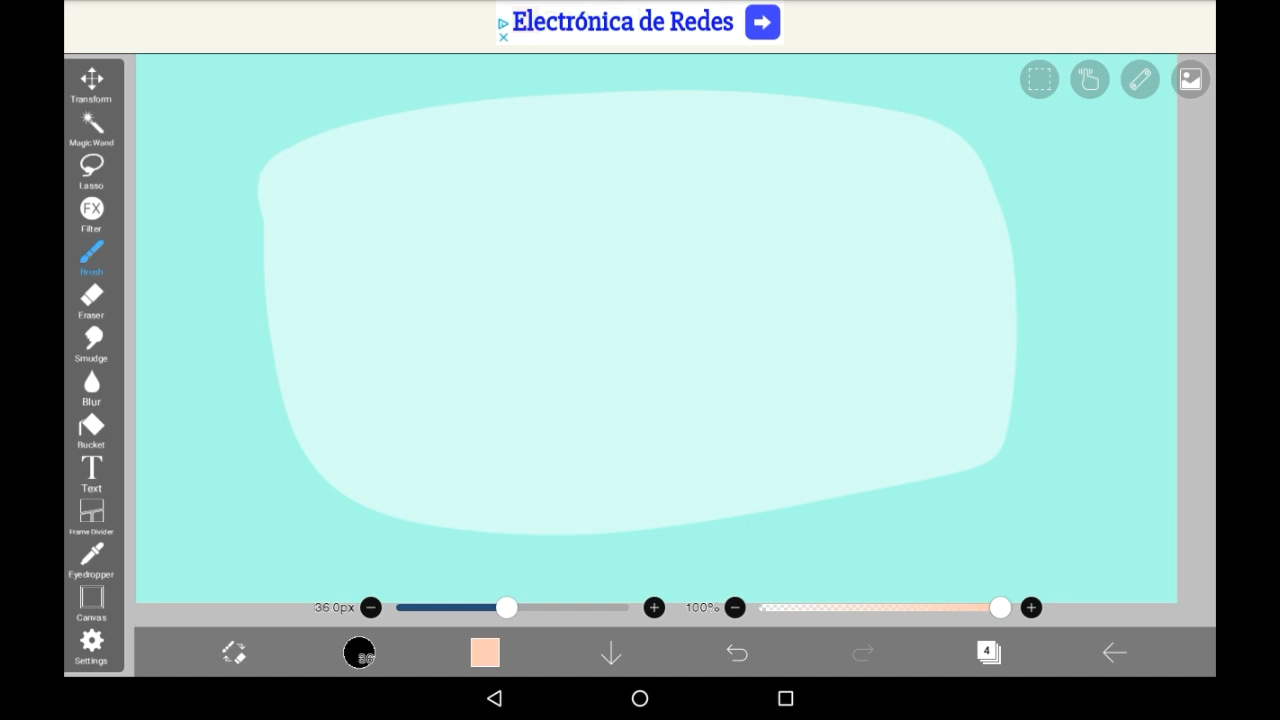 Electrónica de Redes
Transform
Magic Wand
Lasso
FX
Filter
Brush
Eraser
Smudge
Blur
Bucket
T
Text
Frame Divider
Eyedropper
Canvas
Settings
36.0px
100%
4